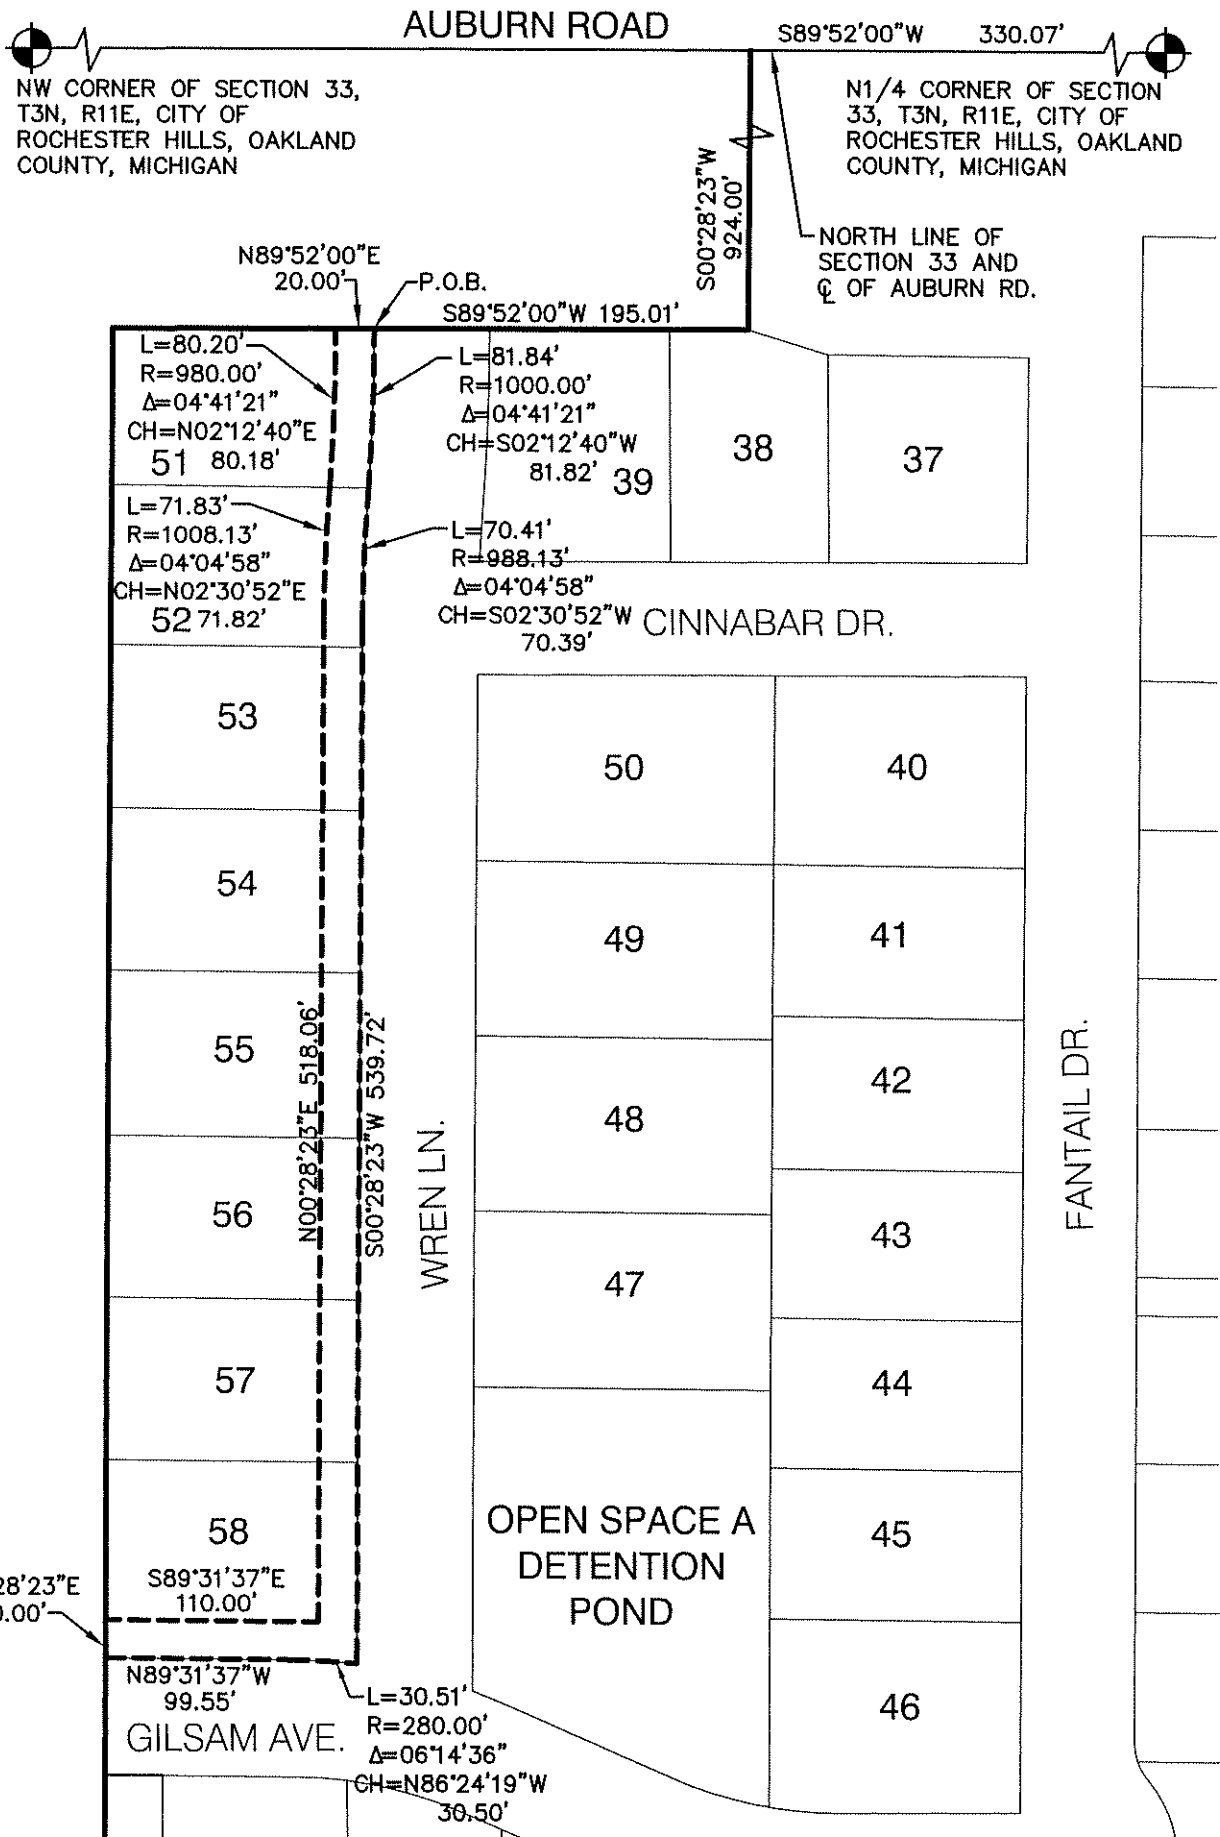 AUBURN ROAD
S89°52'00"W 330.07'
NW CORNER OF SECTION 33,
T3N, R11E, CITY OF
ROCHESTER HILLS, OAKLAND
COUNTY, MICHIGAN
N1/4 CORNER OF SECTION
33, T3N, R11E, CITY OF
ROCHESTER HILLS, OAKLAND
COUNTY, MICHIGAN
S00°28'23"W
924.00'
NORTH LINE OF
SECTION 33 AND
℄ OF AUBURN RD.
N89°52'00"E
20.00'
P.O.B.
S89°52'00"W 195.01'
L=80.20'
R=980.00'
Δ=04°41'21"
CH=N02°12'40"E
80.18'
51
L=81.84'
R=1000.00'
Δ=04°41'21"
CH=S02°12'40"W
81.82'
39
38
37
L=71.83'
R=1008.13'
Δ=04°04'58"
CH=N02°30'52"E
71.82'
52
L=70.41'
R=988.13'
Δ=04°04'58"
CH=S02°30'52"W
70.39'
CINNABAR DR.
53
50
40
54
49
41
55
N00°28'23"E 518.06'
S00°28'23"W 539.72'
48
42
WREN LN.
FANTAIL DR.
56
43
47
57
44
58
OPEN SPACE A
DETENTION
POND
45
S89°31'37"E
110.00'
28'23"E
0.00'
N89°31'37"W
99.55'
L=30.51'
R=280.00'
Δ=06°14'36"
CH=N86°24'19"W
30.50'
46
GILSAM AVE.